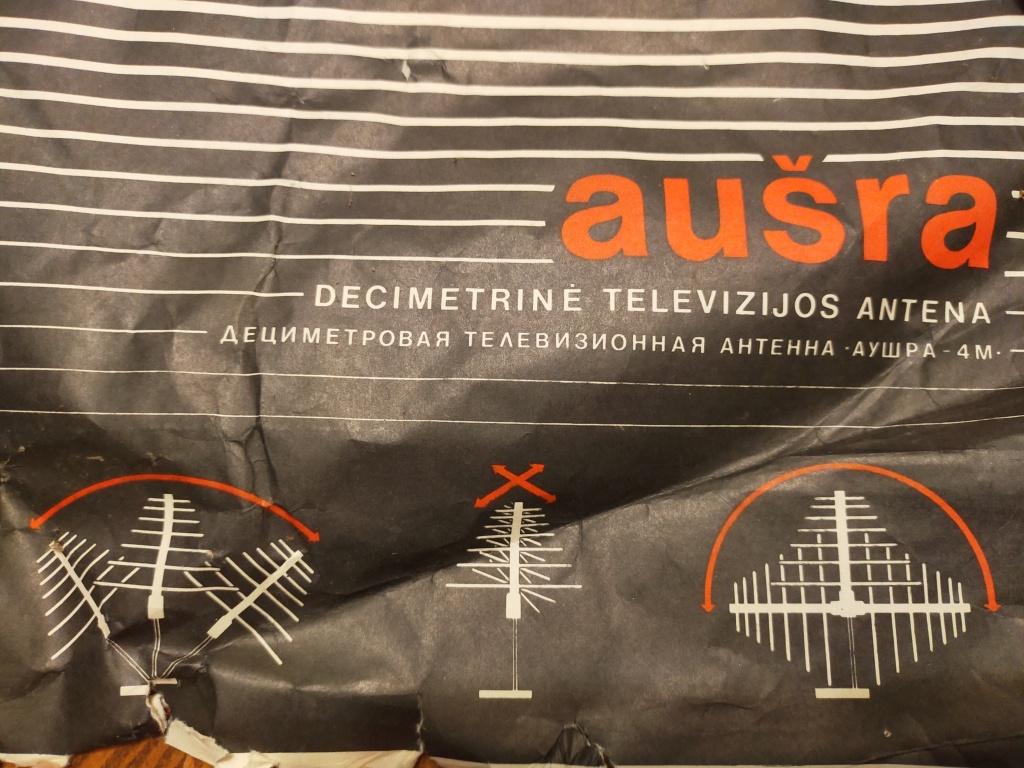 aušra
DECIMETRINĖ TELEVIZIJOS ANTENA
ДЕЦИМЕТРОВАЯ ТЕЛЕВИЗИОННАЯ АНТЕННА ·АУШРА-4М·